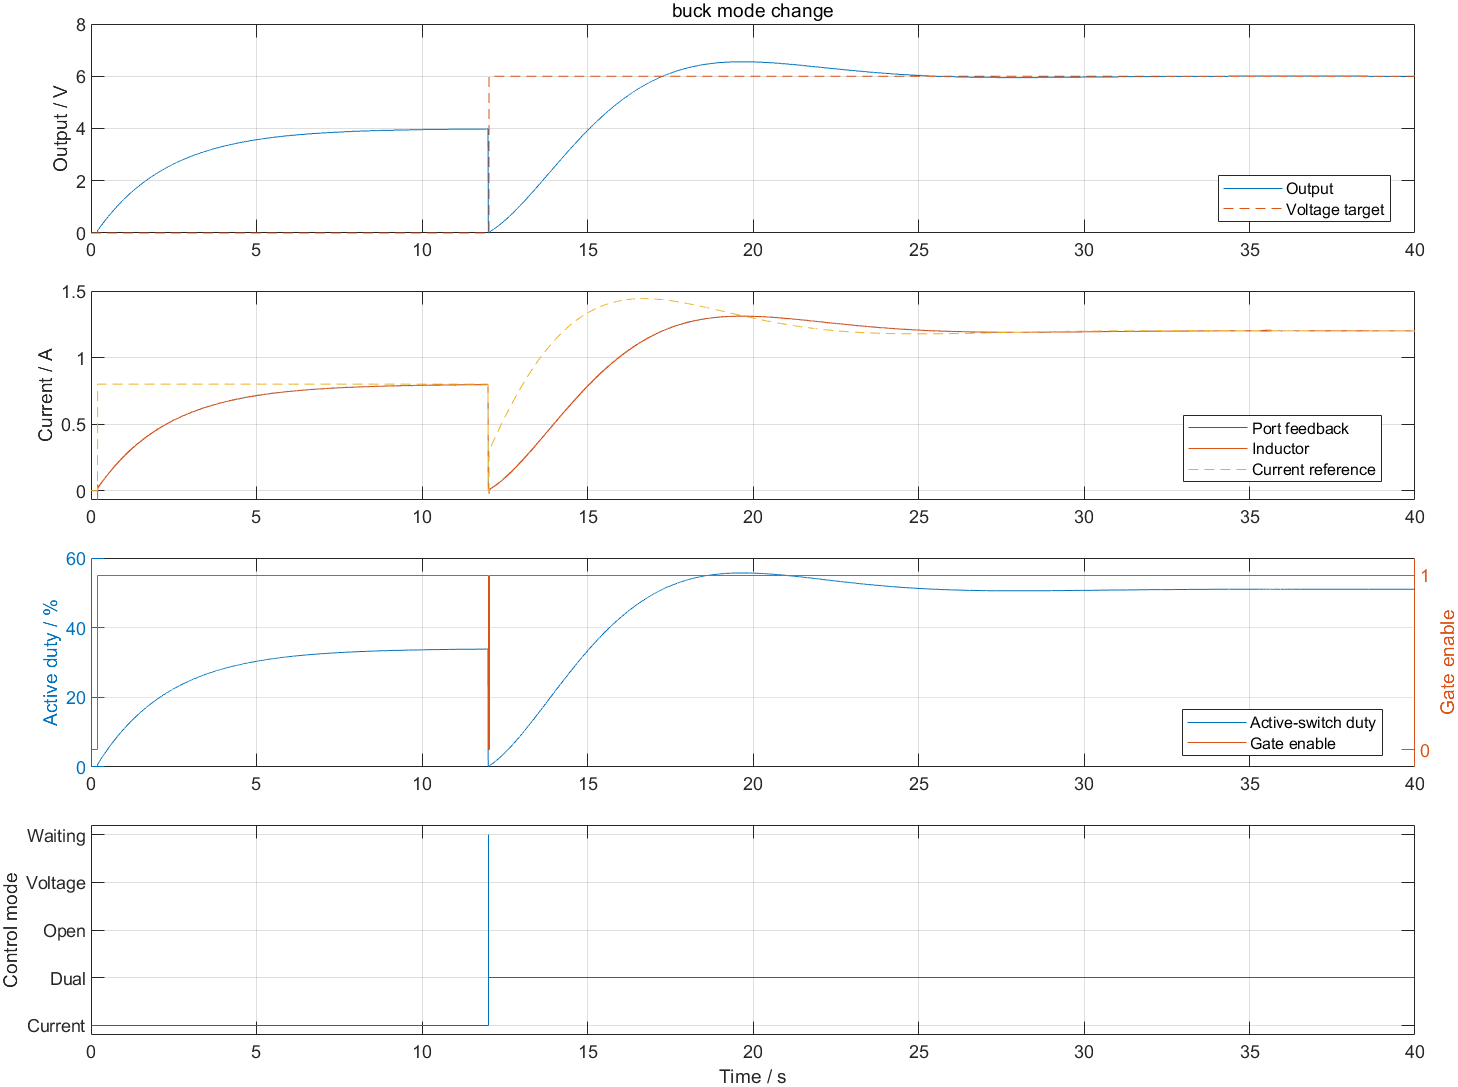 buck mode change
8
6
4
2
0
Output / V
Output
Voltage target
0 5 10 15 20 25 30 35 40
1.5
1
0.5
0
Current / A
Port feedback
Inductor
Current reference
0 5 10 15 20 25 30 35 40
60
40
20
0
Active duty / %
1
0
Gate enable
Active-switch duty
Gate enable
0 5 10 15 20 25 30 35 40
Waiting
Voltage
Open
Dual
Current
Control mode
0 5 10 15 20 25 30 35 40
Time / s